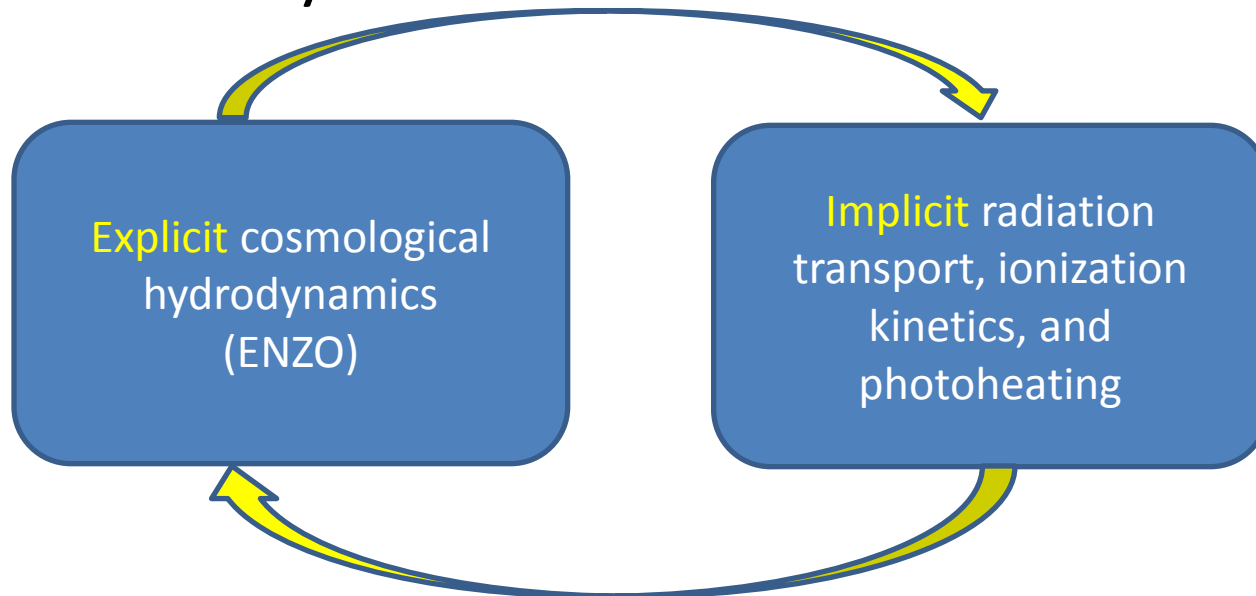 Explicit cosmological
hydrodynamics
(ENZO)
Implicit radiation
transport, ionization
kinetics, and
photoheating